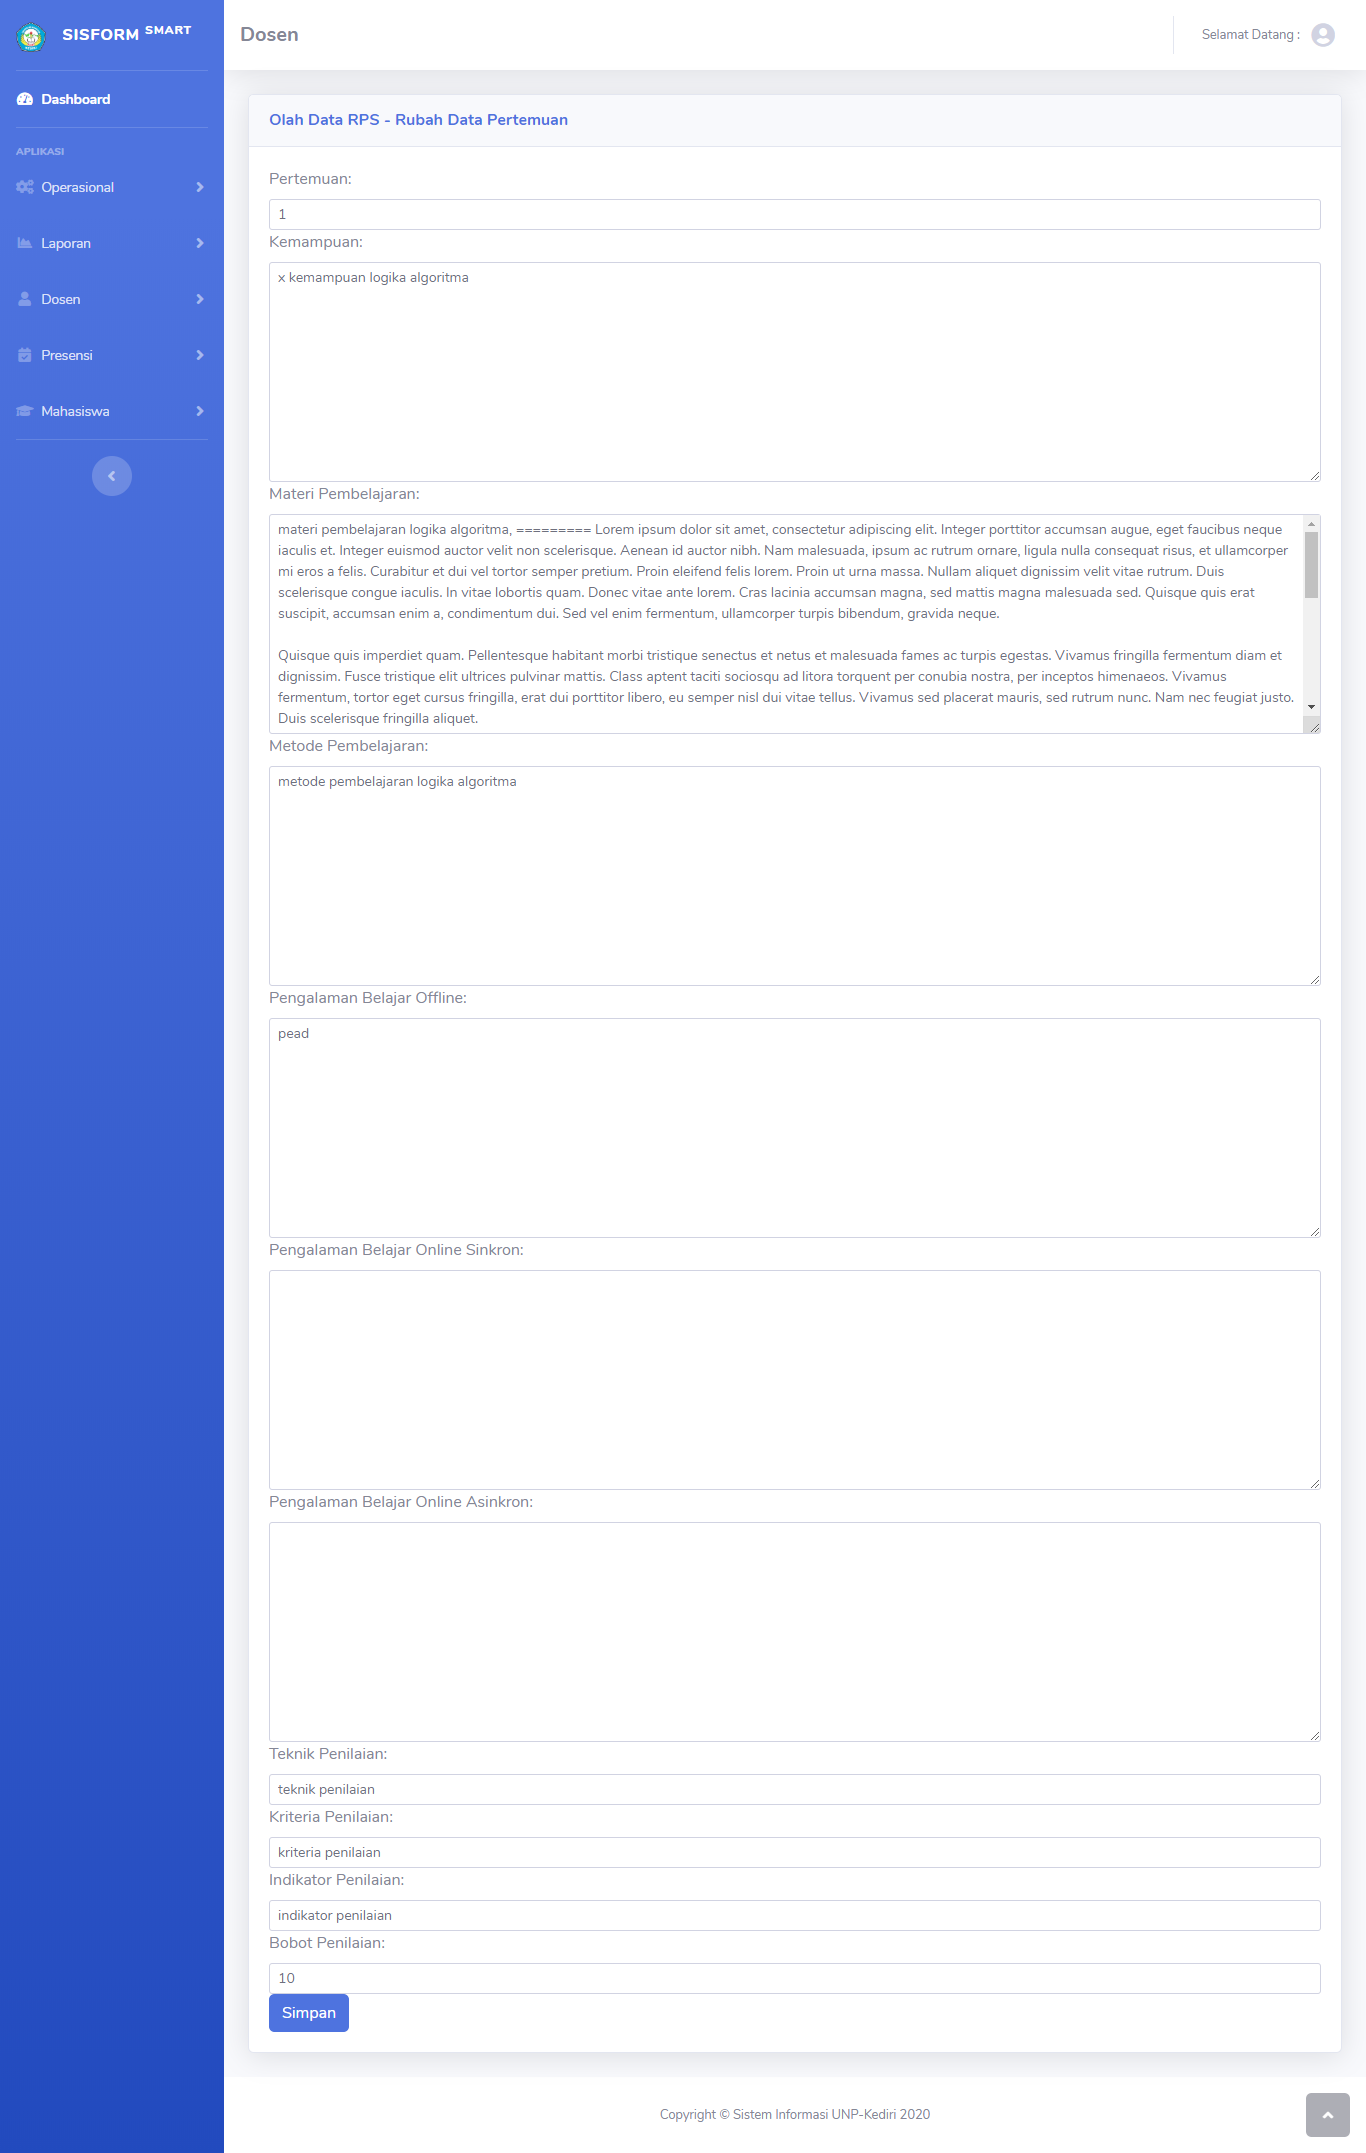 SISFORM SMART
Dashboard
APLIKASI
Operasional
Laporan
Dosen
Presensi
Mahasiswa
Dosen
Selamat Datang :
Olah Data RPS - Rubah Data Pertemuan
Pertemuan:
1
Kemampuan:
x kemampuan logika algoritma
Materi Pembelajaran:
materi pembelajaran logika algoritma, ========= Lorem ipsum dolor sit amet, consectetur adipiscing elit. Integer porttitor accumsan augue, eget faucibus neque
iaculis et. Integer euismod auctor velit non scelerisque. Aenean id auctor nibh. Nam malesuada, ipsum ac rutrum ornare, ligula nulla consequat risus, et ullamcorper
mi eros a felis. Curabitur et dui vel tortor semper pretium. Proin eleifend felis lorem. Proin ut urna massa. Nullam aliquet dignissim velit vitae rutrum. Duis
scelerisque congue iaculis. In vitae lobortis quam. Donec vitae ante lorem. Cras lacinia accumsan magna, sed mattis magna malesuada sed. Quisque quis erat
suscipit, accumsan enim a, condimentum dui. Sed vel enim fermentum, ullamcorper turpis bibendum, gravida neque.
Quisque quis imperdiet quam. Pellentesque habitant morbi tristique senectus et netus et malesuada fames ac turpis egestas. Vivamus fringilla fermentum diam et
dignissim. Fusce tristique elit ultrices pulvinar mattis. Class aptent taciti sociosqu ad litora torquent per conubia nostra, per inceptos himenaeos. Vivamus
fermentum, tortor eget cursus fringilla, erat dui porttitor libero, eu semper nisl dui vitae tellus. Vivamus sed placerat mauris, sed rutrum nunc. Nam nec feugiat justo.
Duis scelerisque fringilla aliquet.
Metode Pembelajaran:
metode pembelajaran logika algoritma
Pengalaman Belajar Offline:
pead
Pengalaman Belajar Online Sinkron:
Pengalaman Belajar Online Asinkron:
Teknik Penilaian:
teknik penilaian
Kriteria Penilaian:
kriteria penilaian
Indikator Penilaian:
indikator penilaian
Bobot Penilaian:
10
Simpan
Copyright © Sistem Informasi UNP-Kediri 2020